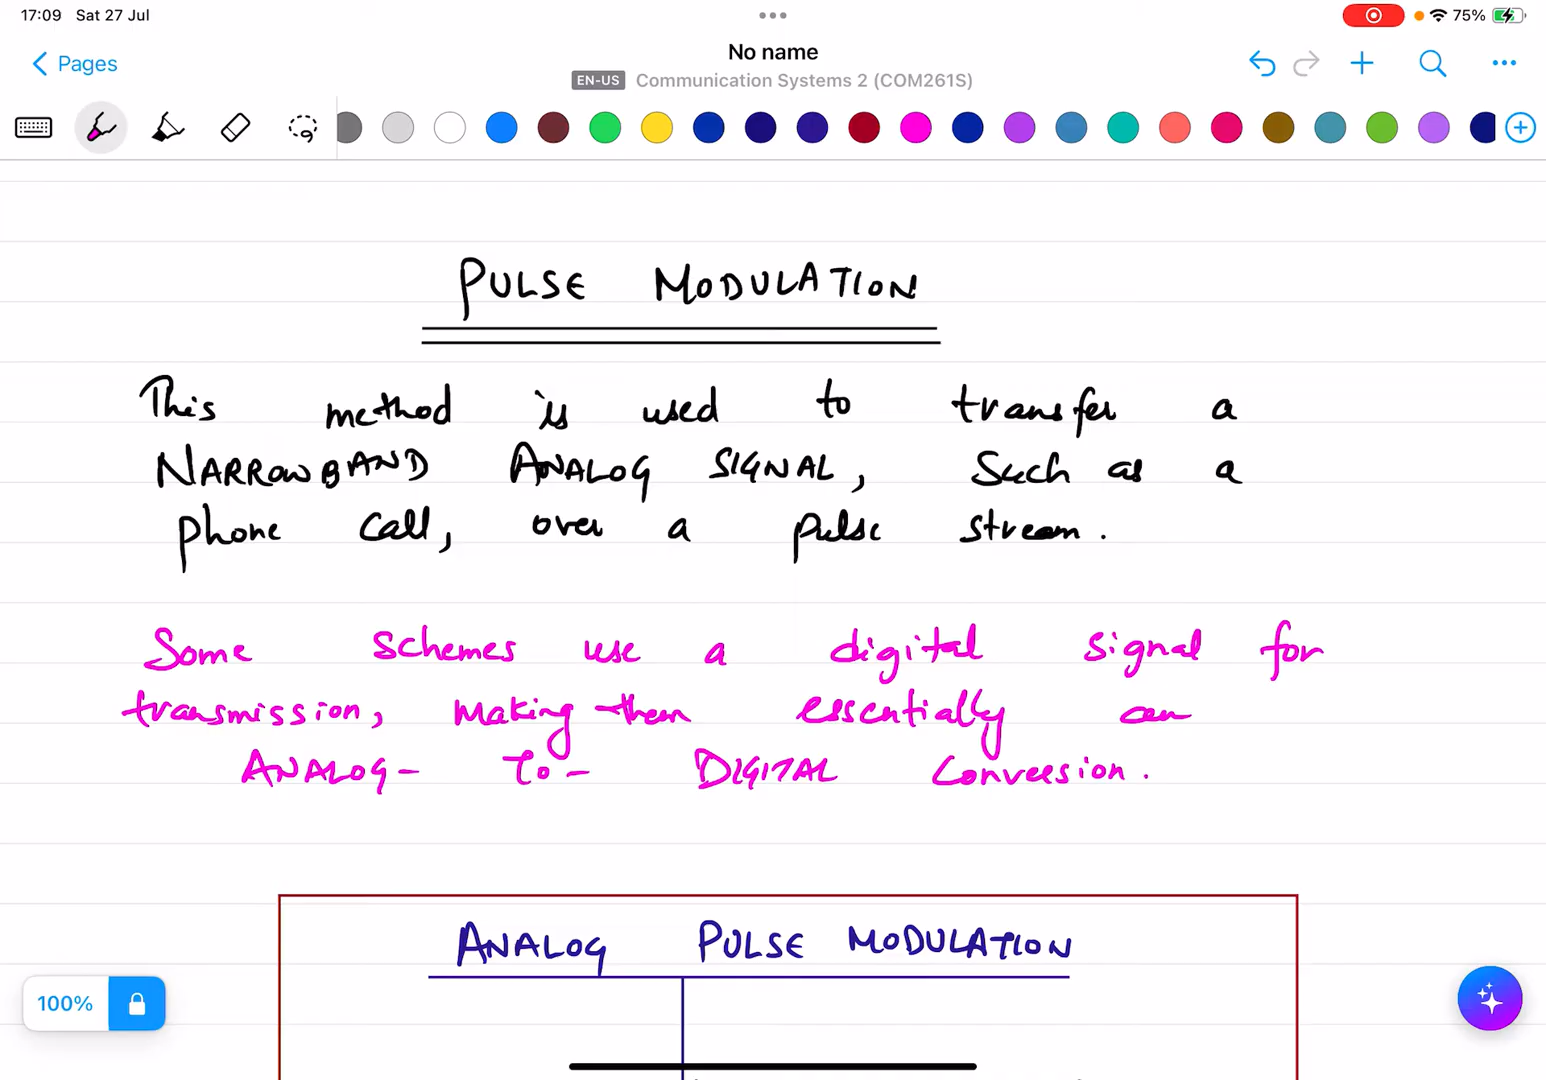 17:09 Sat 27 Jul
75%
Pages
No name
EN-US Communication Systems 2 (COM261S)
PULSE MODULATION
This method is used to transfer a
NARROWBAND ANALOG SIGNAL, such as a
phone call, over a pulse stream.
Some schemes use a digital signal for
transmission, making them essentially an
ANALOG- To- DIGITAL Conversion.
ANALOG PULSE MODULATION
100%